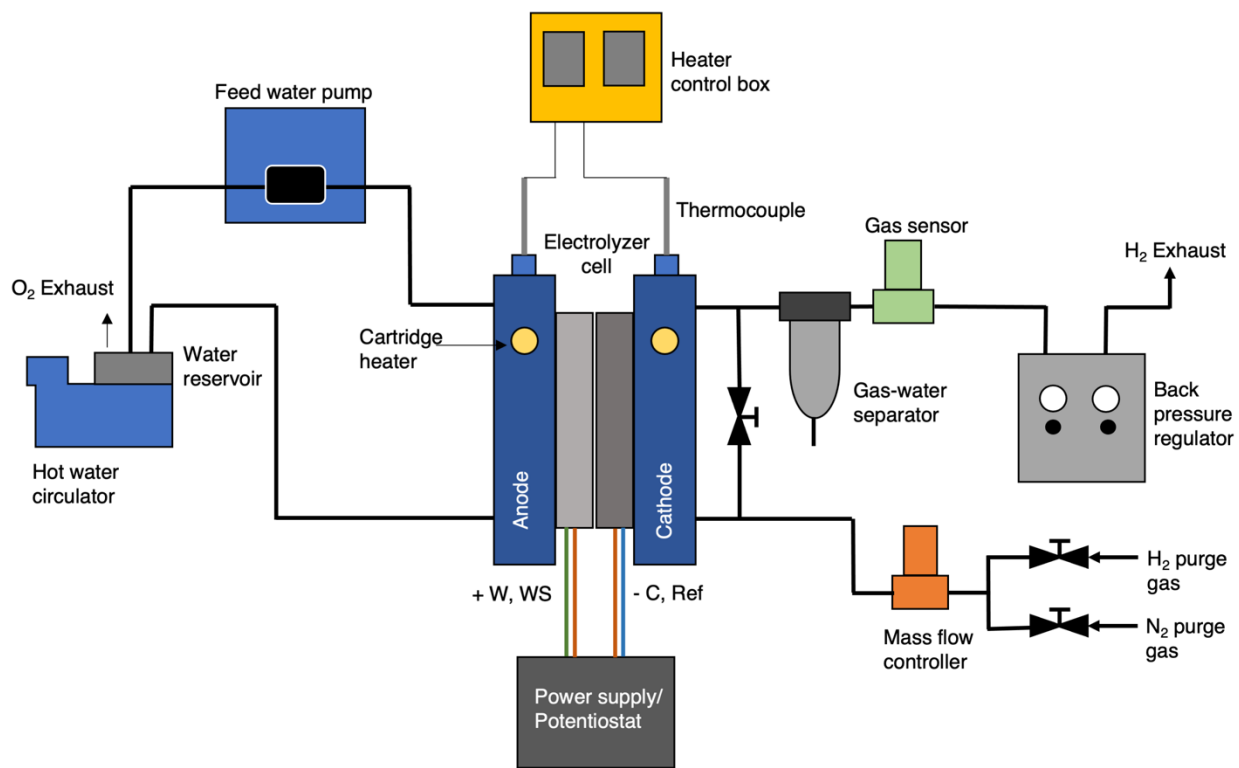 Heater
control box
Feed water pump
Thermocouple
Gas sensor
Electrolyzer
cell
H₂ Exhaust
O₂ Exhaust
Cartridge
heater
Water
reservoir
Gas-water
separator
Back
pressure
regulator
Hot water
circulator
Anode
Cathode
+ W, WS
- C, Ref
H₂ purge
gas
N₂ purge
gas
Mass flow
controller
Power supply/
Potentiostat